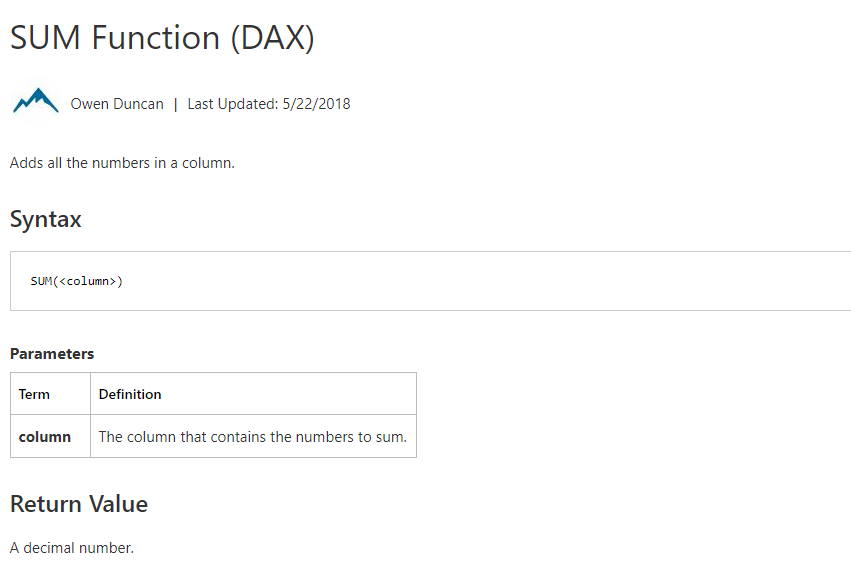 SUM Function (DAX)
Owen Duncan | Last Updated: 5/22/2018
Adds all the numbers in a column.
Syntax
SUM(<column>)
Parameters
Term Definition
column The column that contains the numbers to sum.
Return Value
A decimal number.